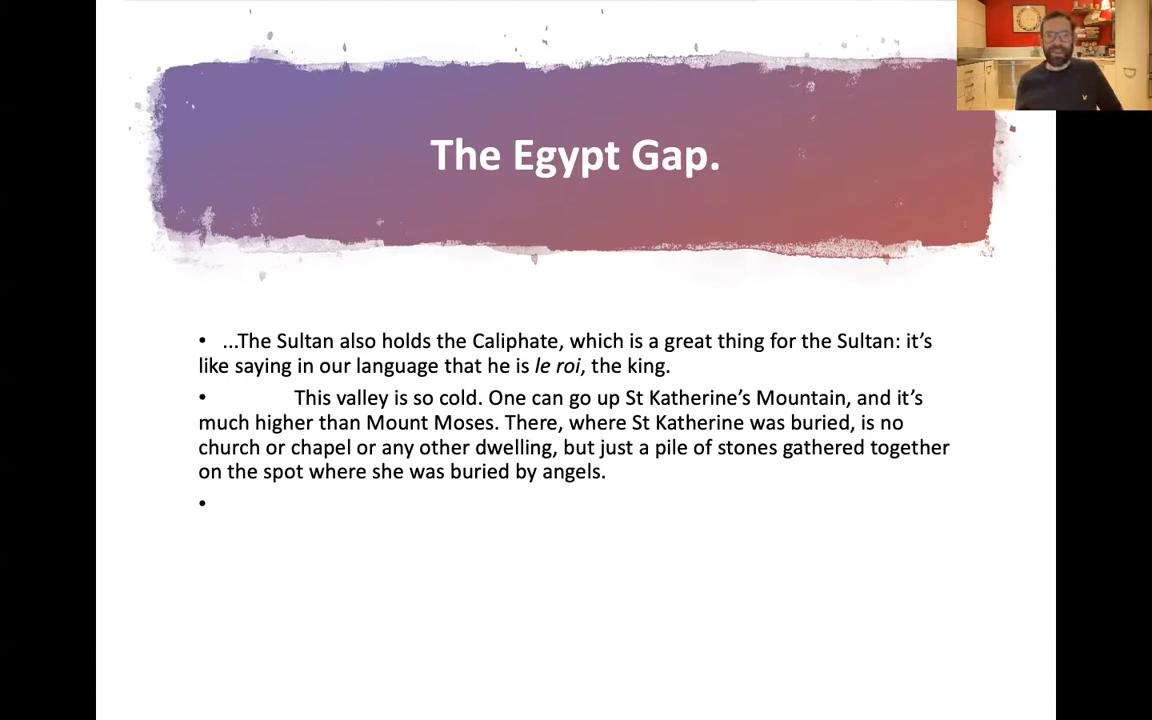 The Egypt Gap.
• ...The Sultan also holds the Caliphate, which is a great thing for the Sultan: it’s
like saying in our language that he is le roi, the king.
• This valley is so cold. One can go up St Katherine’s Mountain, and it’s
much higher than Mount Moses. There, where St Katherine was buried, is no
church or chapel or any other dwelling, but just a pile of stones gathered together
on the spot where she was buried by angels.
•